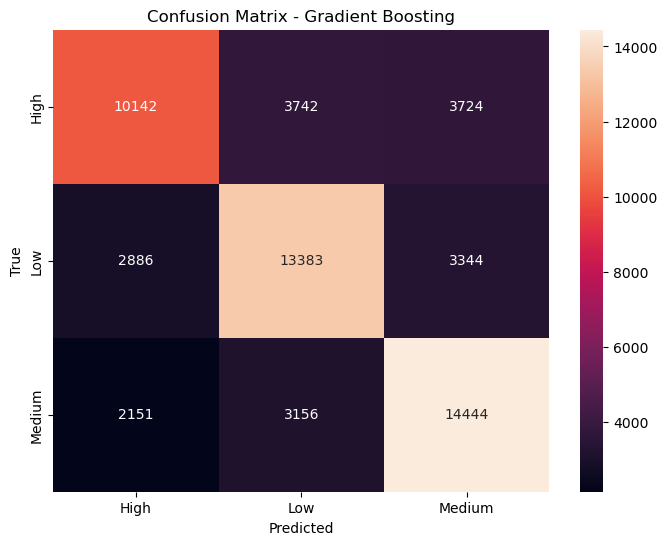 Confusion Matrix - Gradient Boosting
High
10142 3742 3724
Low
2886 13383 3344
Medium
2151 3156 14444
True
High Low Medium
Predicted
14000
12000
10000
8000
6000
4000